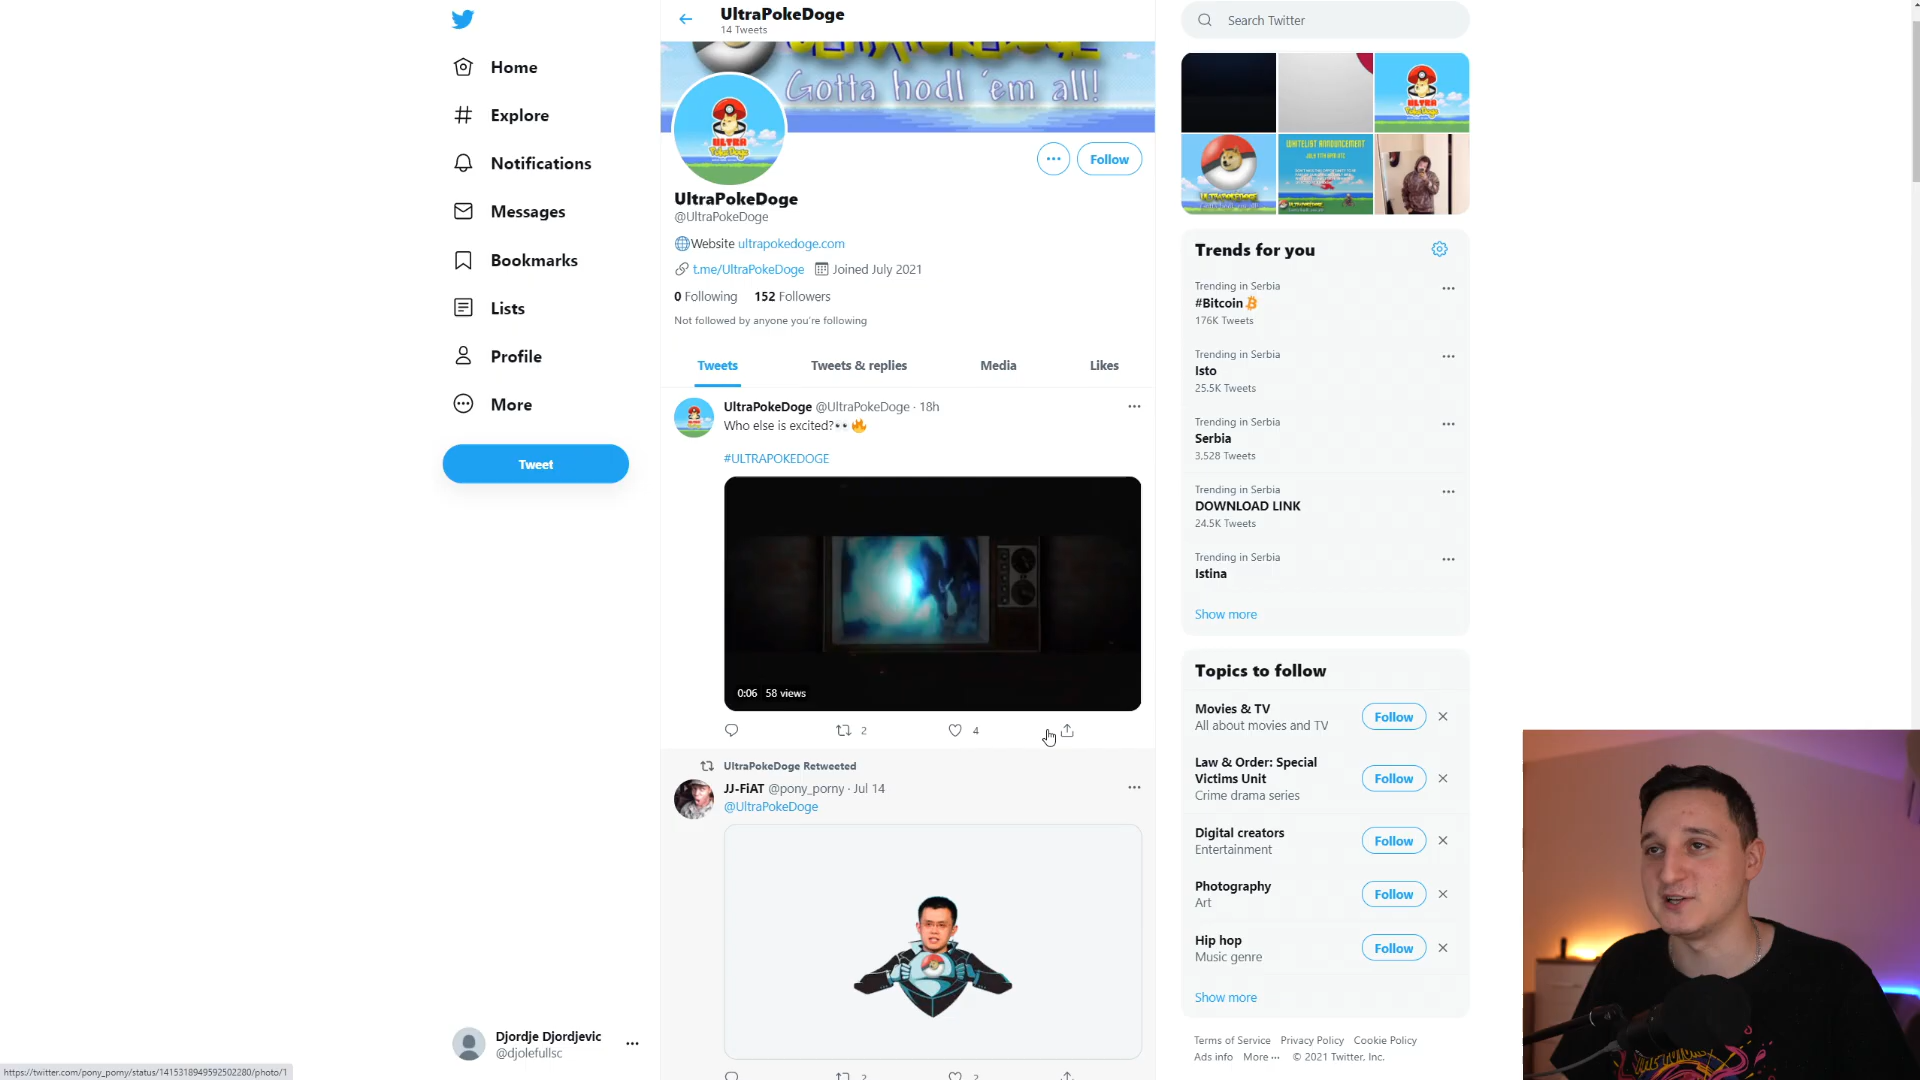 UltraPokeDoge
14 Tweets
Gotta hodl 'em all!
Follow
UltraPokeDoge
@UltraPokeDoge
Website ultrapokedoge.com
t.me/UltraPokeDoge Joined July 2021
0 Following 152 Followers
Not followed by anyone you're following
Tweets Tweets & replies Media Likes
UltraPokeDoge @UltraPokeDoge · 18h
Who else is excited?👀🔥
#ULTRAPOKEDOGE
0:06 58 views
2 4
UltraPokeDoge Retweeted
JJ-FiAT @pony_porny · Jul 14
@UltraPokeDoge
2 2
Home
Explore
Notifications
Messages
Bookmarks
Lists
Profile
More
Tweet
Djordje Djordjevic
@djolefullsc
https://twitter.com/pony_porny/status/1415318949592502280/photo/1
Search Twitter
ULTRA
WHITELIST ANNOUNCEMENT
Trends for you
Trending in Serbia
#Bitcoin
176K Tweets
Trending in Serbia
Isto
25.5K Tweets
Trending in Serbia
Serbia
3,528 Tweets
Trending in Serbia
DOWNLOAD LINK
24.5K Tweets
Trending in Serbia
Istina
Show more
Topics to follow
Movies & TV
All about movies and TV
Follow
Law & Order: Special
Victims Unit
Crime drama series
Follow
Digital creators
Entertainment
Follow
Photography
Art
Follow
Hip hop
Music genre
Follow
Show more
Terms of Service Privacy Policy Cookie Policy
Ads info More ··· © 2021 Twitter, Inc.